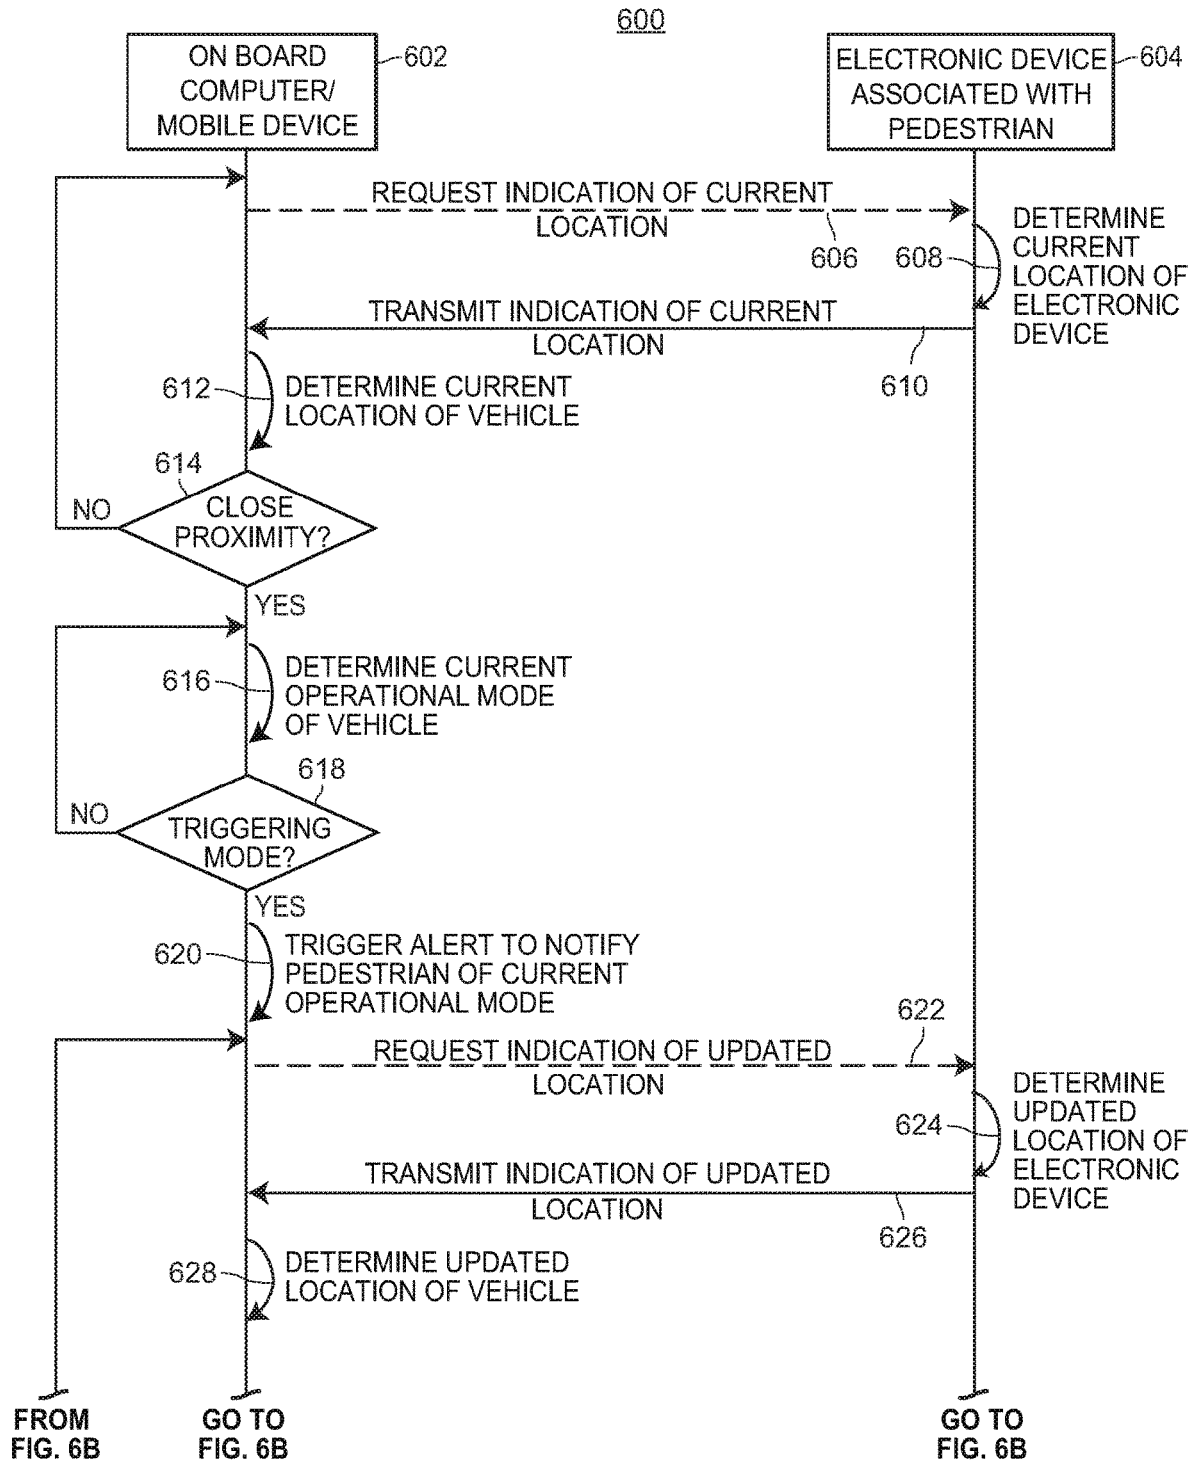 600
ON BOARD
COMPUTER/
MOBILE DEVICE
602
ELECTRONIC DEVICE
ASSOCIATED WITH
PEDESTRIAN
604
REQUEST INDICATION OF CURRENT
LOCATION
606
608
DETERMINE
CURRENT
LOCATION OF
ELECTRONIC
DEVICE
TRANSMIT INDICATION OF CURRENT
LOCATION
610
612
DETERMINE CURRENT
LOCATION OF VEHICLE
614
NO
CLOSE
PROXIMITY?
YES
616
DETERMINE CURRENT
OPERATIONAL MODE
OF VEHICLE
618
NO
TRIGGERING
MODE?
YES
620
TRIGGER ALERT TO NOTIFY
PEDESTRIAN OF CURRENT
OPERATIONAL MODE
622
REQUEST INDICATION OF UPDATED
LOCATION
624
DETERMINE
UPDATED
LOCATION OF
ELECTRONIC
DEVICE
TRANSMIT INDICATION OF UPDATED
LOCATION
626
628
DETERMINE UPDATED
LOCATION OF VEHICLE
FROM
FIG. 6B
GO TO
FIG. 6B
GO TO
FIG. 6B